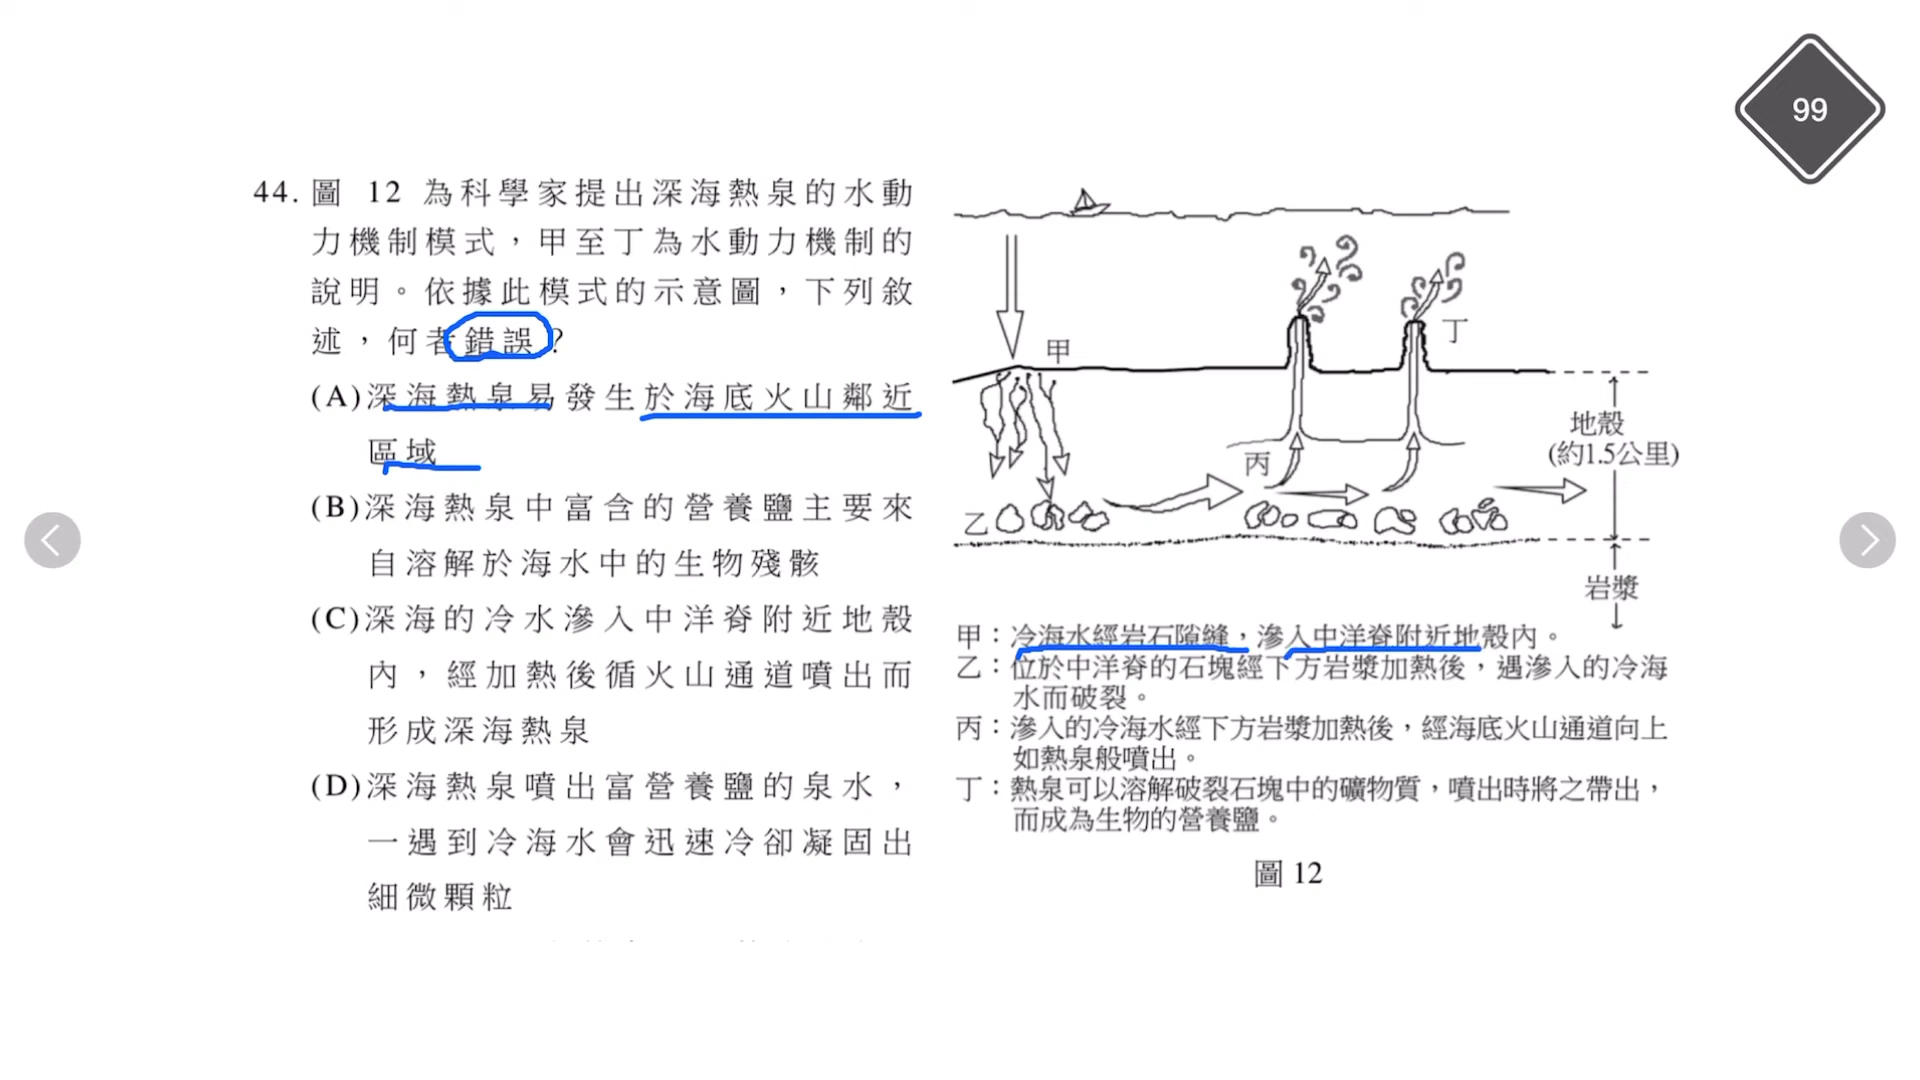 99
44. 圖 12 為科學家提出深海熱泉的水動
力機制模式，甲至丁為水動力機制的
說明。依據此模式的示意圖，下列敘
述，何者錯誤?
(A)深海熱泉易發生於海底火山鄰近
區域
(B)深海熱泉中富含的營養鹽主要來
自溶解於海水中的生物殘骸
(C)深海的冷水滲入中洋脊附近地殼
內，經加熱後循火山通道噴出而
形成深海熱泉
(D)深海熱泉噴出富營養鹽的泉水，
一遇到冷海水會迅速冷卻凝固出
細微顆粒
甲
丁
丙
乙
地殼
(約1.5公里)
岩漿
甲：冷海水經岩石隙縫，滲入中洋脊附近地殼內。
乙：位於中洋脊的石塊經下方岩漿加熱後，遇滲入的冷海
水而破裂。
丙：滲入的冷海水經下方岩漿加熱後，經海底火山通道向上
如熱泉般噴出。
丁：熱泉可以溶解破裂石塊中的礦物質，噴出時將之帶出，
而成為生物的營養鹽。
圖 12